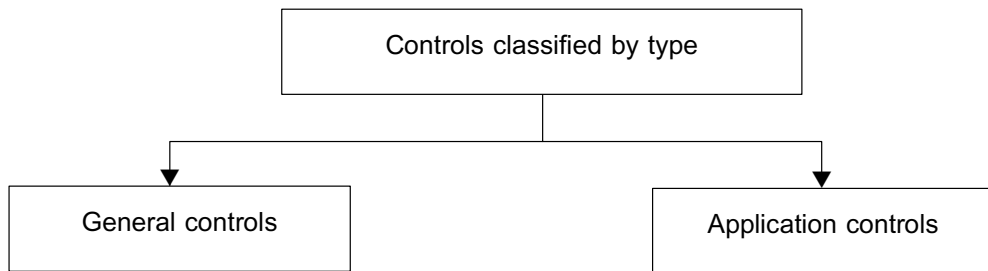 Controls classified by type
General controls
Application controls